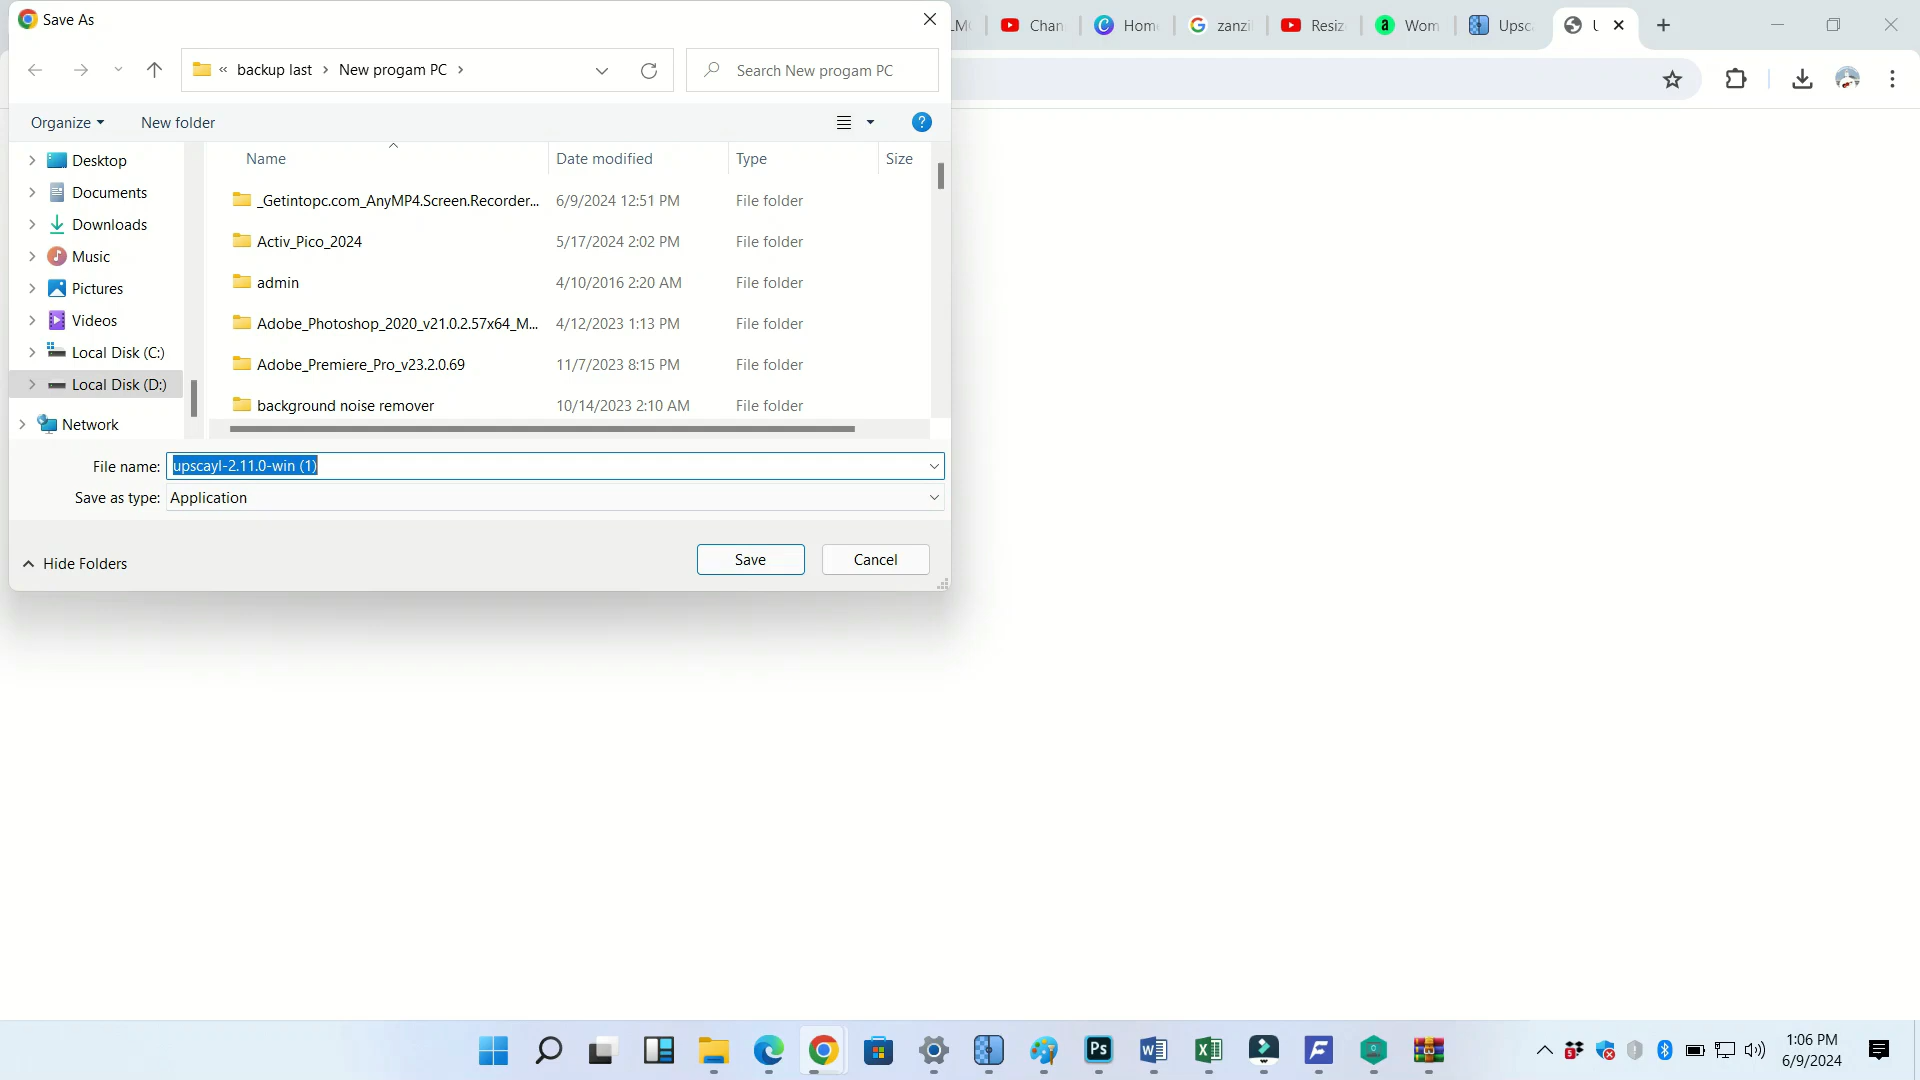 Save As
LM
Chan
Hom
zanzi
Resiz
Wom
Upsc
U
« backup last > New progam PC >
Search New progam PC
Organize
New folder
Name
Date modified
Type
Size
_Getintopc.com_AnyMP4.Screen.Recorder...
6/9/2024 12:51 PM
File folder
Activ_Pico_2024
5/17/2024 2:02 PM
File folder
admin
4/10/2016 2:20 AM
File folder
Adobe_Photoshop_2020_v21.0.2.57x64_M...
4/12/2023 1:13 PM
File folder
Adobe_Premiere_Pro_v23.2.0.69
11/7/2023 8:15 PM
File folder
background noise remover
10/14/2023 2:10 AM
File folder
Desktop
Documents
Downloads
Music
Pictures
Videos
Local Disk (C:)
Local Disk (D:)
Network
File name: upscayl-2.11.0-win (1)
Save as type: Application
Hide Folders
Save
Cancel
Ps
1:06 PM
6/9/2024